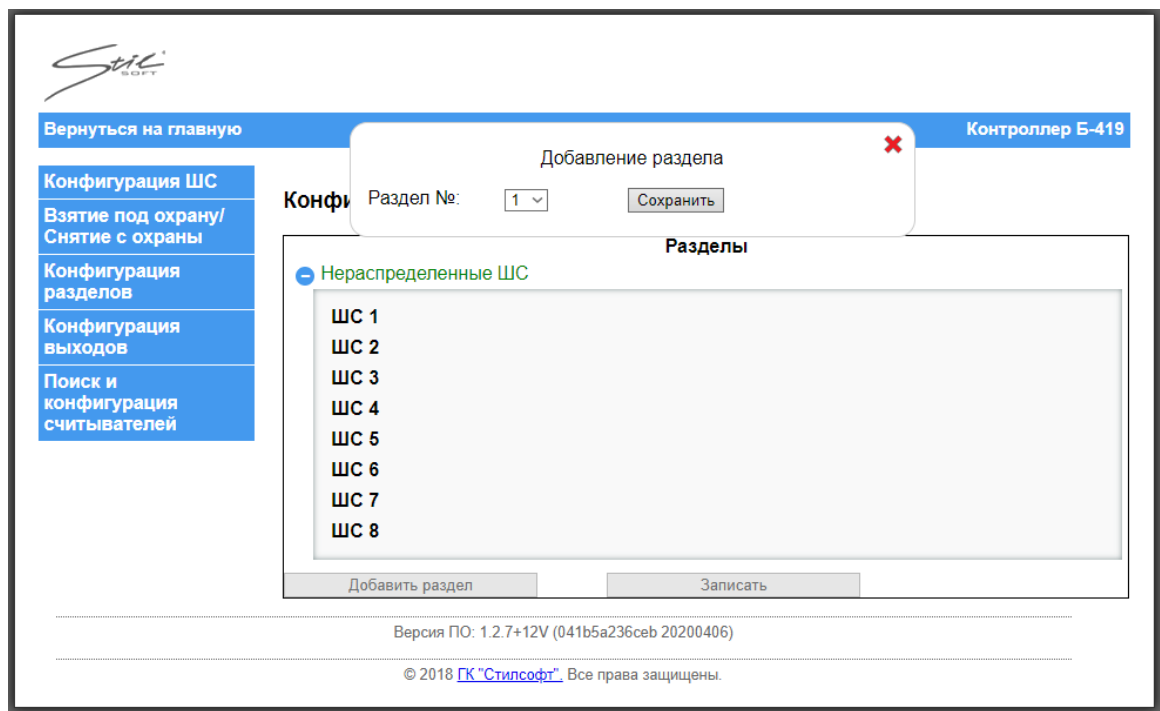 Stil
SOFT
Вернуться на главную
Контроллер Б-419
Добавление раздела
Раздел №: 1 Сохранить
Конфигурация ШС
Взятие под охрану/
Снятие с охраны
Конфигурация
разделов
Конфигурация
выходов
Поиск и
конфигурация
считывателей
Конфи
Разделы
Нераспределенные ШС
ШС 1
ШС 2
ШС 3
ШС 4
ШС 5
ШС 6
ШС 7
ШС 8
Добавить раздел
Записать
Версия ПО: 1.2.7+12V (041b5a236ceb 20200406)
© 2018 ГК "Стилсофт". Все права защищены.